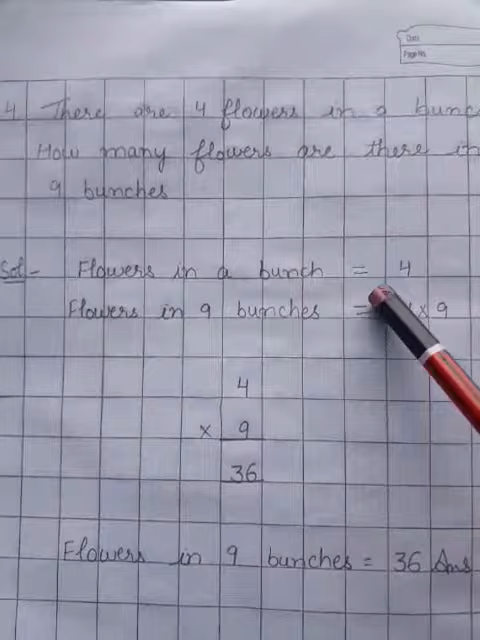 Date
Page No.
4 There are 4 flowers in a bunc
How many flowers are there in
9 bunches
Sol- Flowers in a bunch = 4
Flowers in 9 bunches = × 9
4
× 9
36
Flowers in 9 bunches = 36 Ans